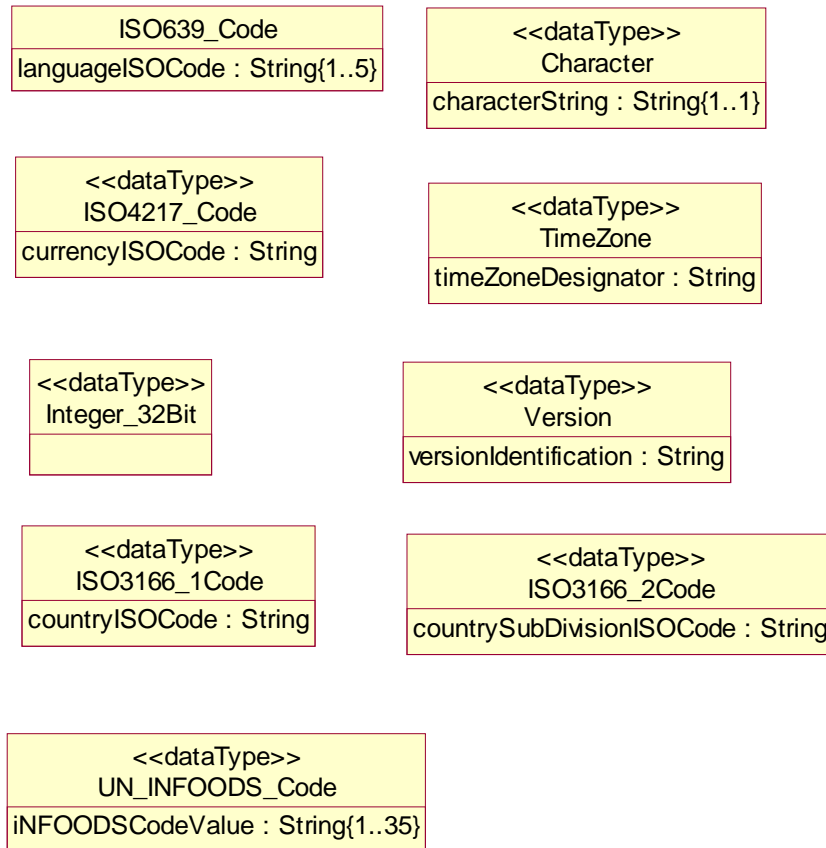 ISO639_Code
languageISOCode : String{1..5}
<<dataType>>
Character
characterString : String{1..1}
<<dataType>>
ISO4217_Code
currencyISOCode : String
<<dataType>>
TimeZone
timeZoneDesignator : String
<<dataType>>
Integer_32Bit
<<dataType>>
Version
versionIdentification : String
<<dataType>>
ISO3166_1Code
countryISOCode : String
<<dataType>>
ISO3166_2Code
countrySubDivisionISOCode : String
<<dataType>>
UN_INFOODS_Code
iNFOODSCodeValue : String{1..35}